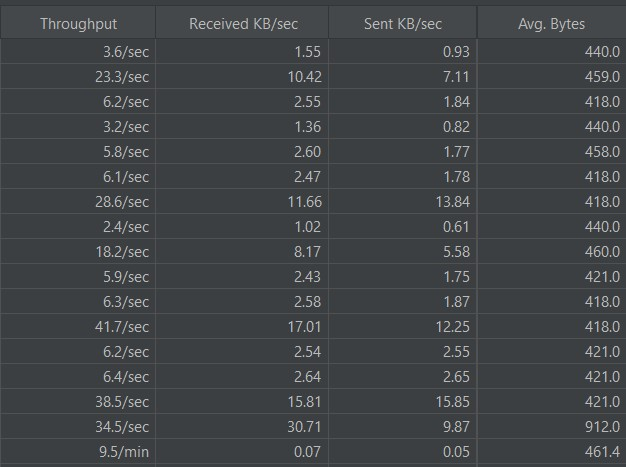 Throughput Received KB/sec Sent KB/sec Avg. Bytes
3.6/sec 1.55 0.93 440.0
23.3/sec 10.42 7.11 459.0
6.2/sec 2.55 1.84 418.0
3.2/sec 1.36 0.82 440.0
5.8/sec 2.60 1.77 458.0
6.1/sec 2.47 1.78 418.0
28.6/sec 11.66 13.84 418.0
2.4/sec 1.02 0.61 440.0
18.2/sec 8.17 5.58 460.0
5.9/sec 2.43 1.75 421.0
6.3/sec 2.58 1.87 418.0
41.7/sec 17.01 12.25 418.0
6.2/sec 2.54 2.55 421.0
6.4/sec 2.64 2.65 421.0
38.5/sec 15.81 15.85 421.0
34.5/sec 30.71 9.87 912.0
9.5/min 0.07 0.05 461.4